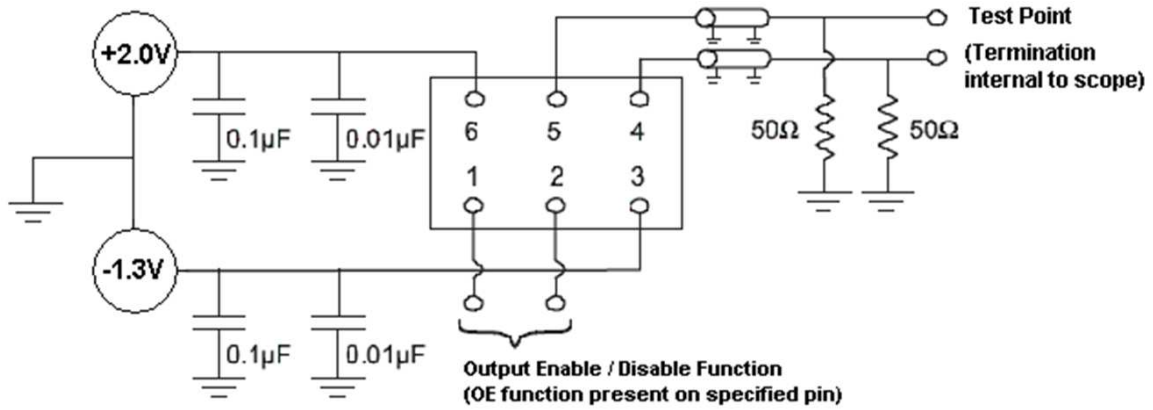 +2.0V
0.1µF
0.01µF
6
5
4
1
2
3
Test Point
(Termination
internal to scope)
50Ω
50Ω
-1.3V
0.1µF
0.01µF
Output Enable / Disable Function
(OE function present on specified pin)